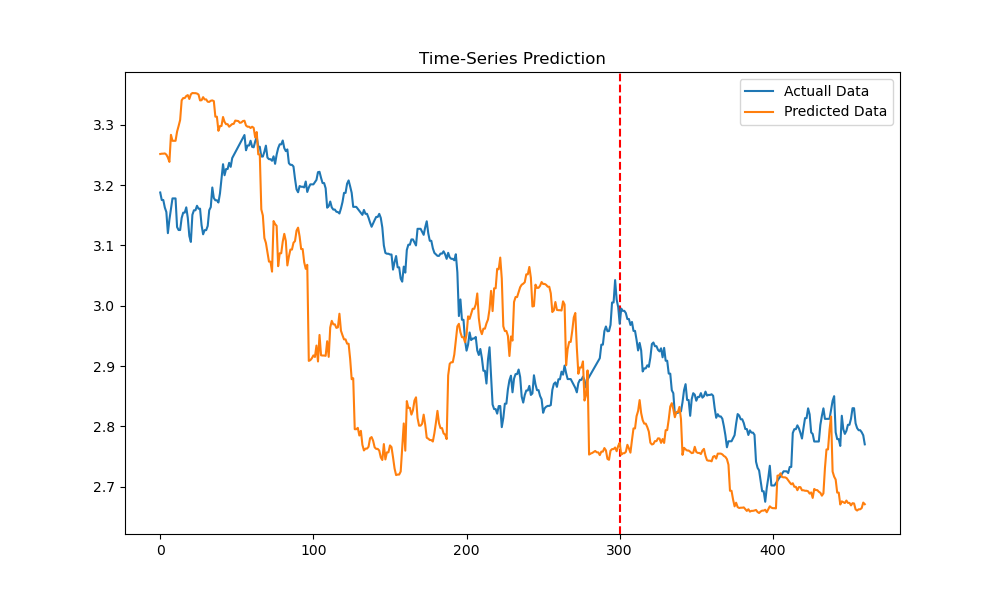 Time-Series Prediction
Actuall Data
Predicted Data
3.3
3.2
3.1
3.0
2.9
2.8
2.7
0 100 200 300 400